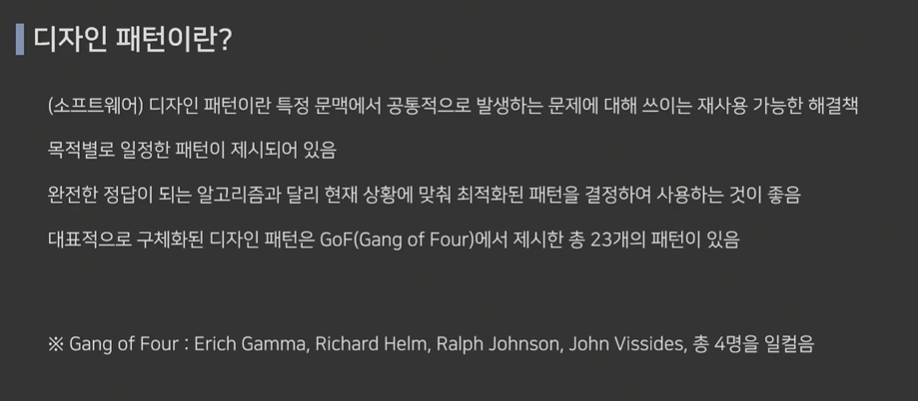 디자인 패턴이란?
(소프트웨어) 디자인 패턴이란 특정 문맥에서 공통적으로 발생하는 문제에 대해 쓰이는 재사용 가능한 해결책
목적별로 일정한 패턴이 제시되어 있음
완전한 정답이 되는 알고리즘과 달리 현재 상황에 맞춰 최적화된 패턴을 결정하여 사용하는 것이 좋음
대표적으로 구체화된 디자인 패턴은 GoF(Gang of Four)에서 제시한 총 23개의 패턴이 있음
※ Gang of Four : Erich Gamma, Richard Helm, Ralph Johnson, John Vissides, 총 4명을 일컬음